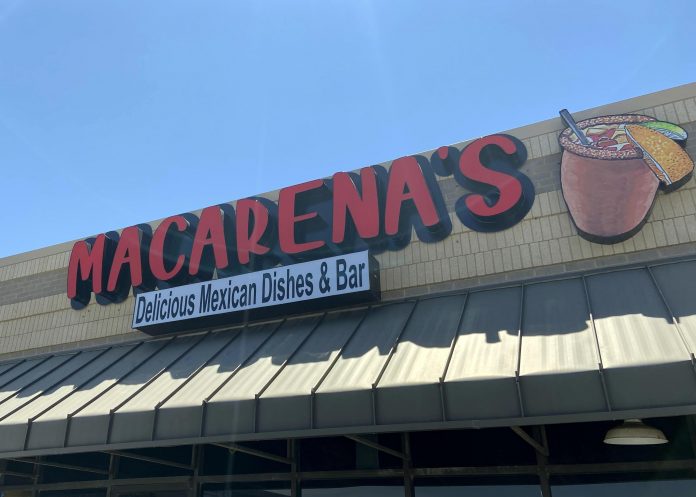 MACARENA'S
Delicious Mexican Dishes & Bar